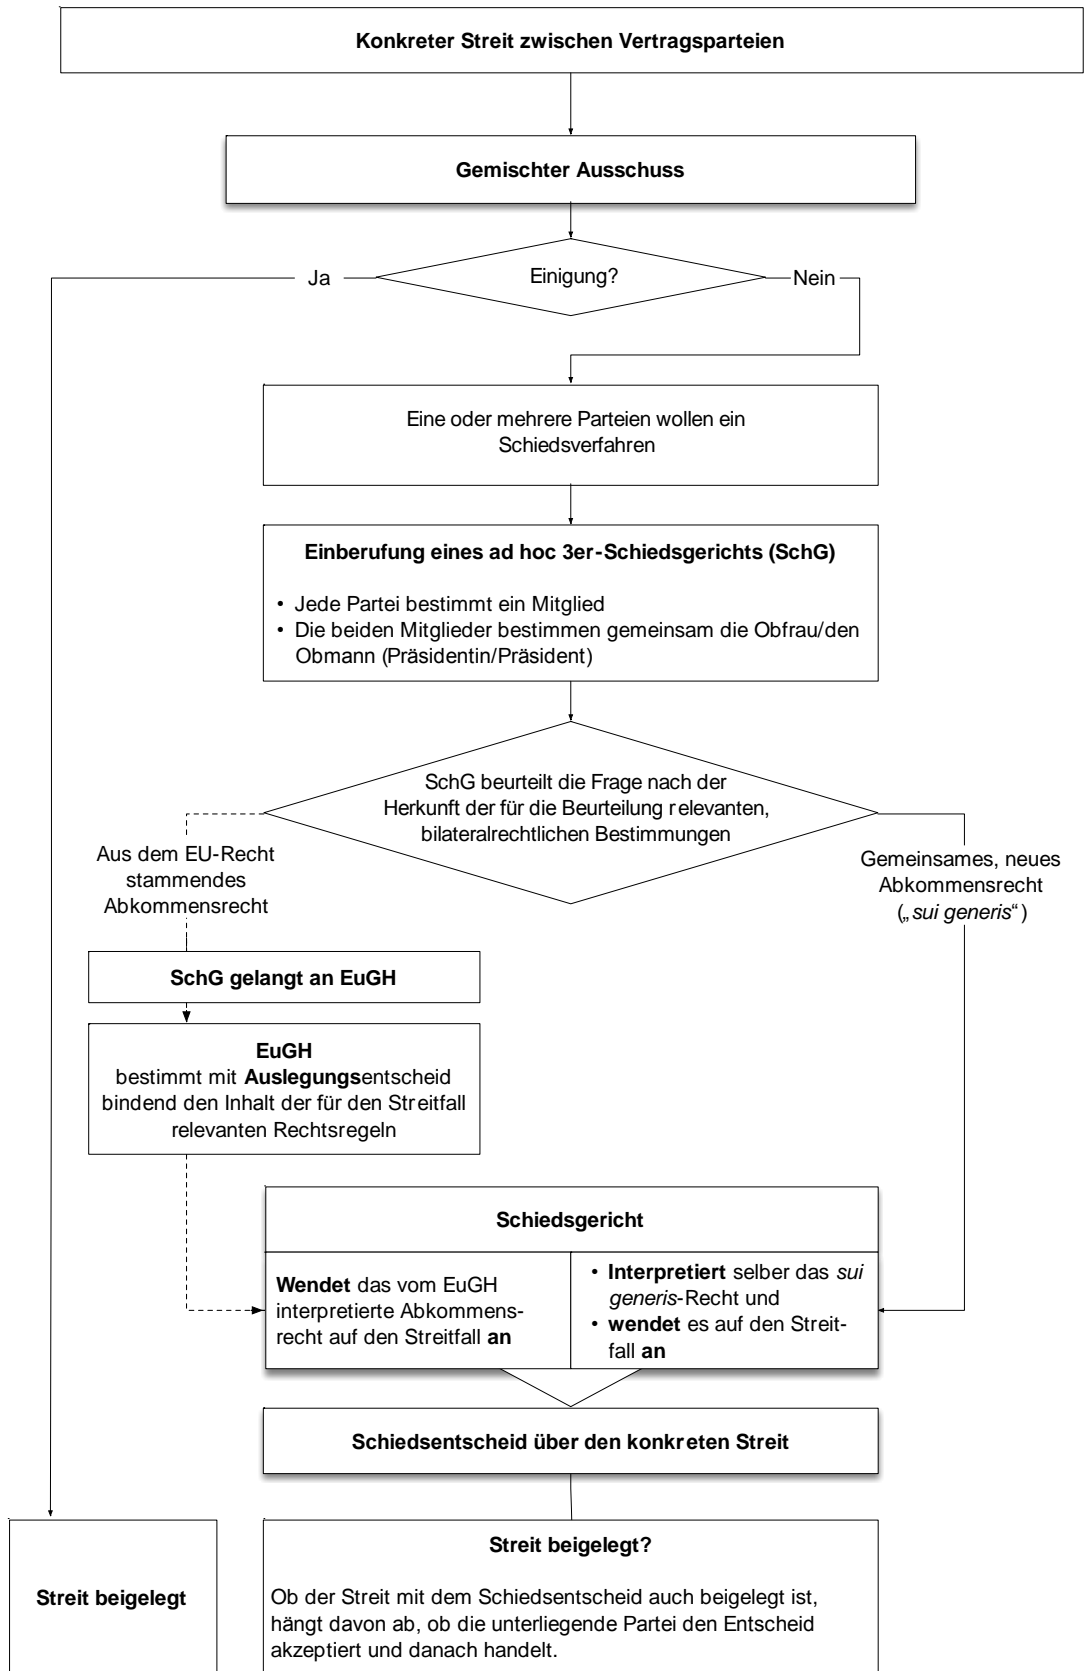 Konkreter Streit zwischen Vertragsparteien
Gemischter Ausschuss
Einigung?
Ja
Nein
Eine oder mehrere Parteien wollen ein
Schiedsverfahren
Einberufung eines ad hoc 3er-Schiedsgerichts (SchG)
• Jede Partei bestimmt ein Mitglied
• Die beiden Mitglieder bestimmen gemeinsam die Obfrau/den
Obmann (Präsidentin/Präsident)
SchG beurteilt die Frage nach der
Herkunft der für die Beurteilung relevanten,
bilateralrechtlichen Bestimmungen
Aus dem EU-Recht
stammendes
Abkommensrecht
Gemeinsames, neues
Abkommensrecht
(„sui generis“)
SchG gelangt an EuGH
EuGH
bestimmt mit Auslegungsentscheid
bindend den Inhalt der für den Streitfall
relevanten Rechtsregeln
Schiedsgericht
Wendet das vom EuGH
interpretierte Abkommens-
recht auf den Streitfall an
• Interpretiert selber das sui
generis-Recht und
• wendet es auf den Streit-
fall an
Schiedsentscheid über den konkreten Streit
Streit beigelegt
Streit beigelegt?
Ob der Streit mit dem Schiedsentscheid auch beigelegt ist,
hängt davon ab, ob die unterliegende Partei den Entscheid
akzeptiert und danach handelt.